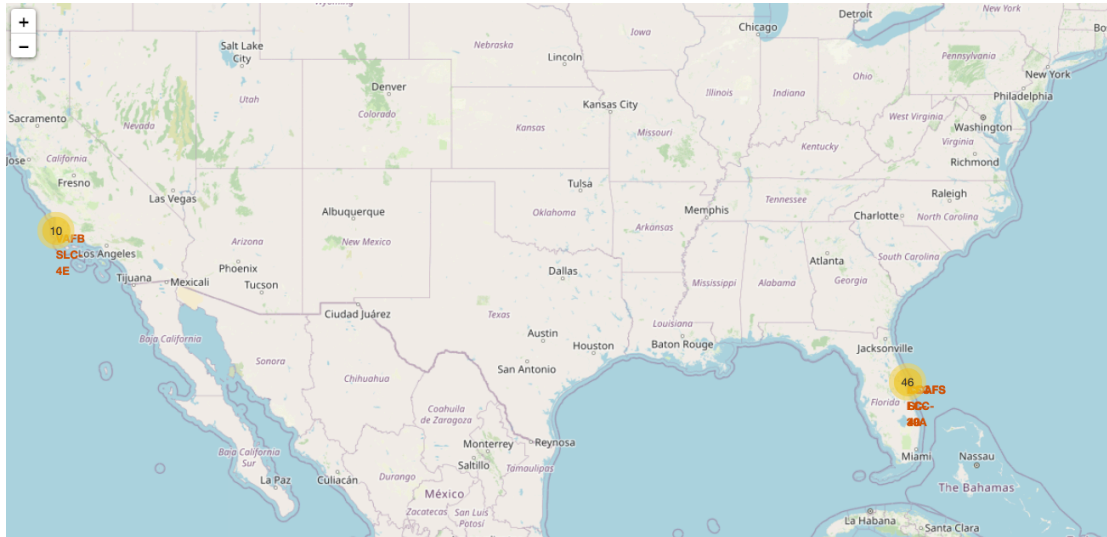 +
−
Wyoming
Nebraska
Iowa
Chicago
Detroit
New York
Salt Lake
City
Lincoln
Pennsylvania
New York
Utah
Denver
Colorado
Illinois
Indiana
Ohio
Philadelphia
Sacramento
Nevada
Kansas City
Kansas
Missouri
West Virginia
Washington
Jose
California
Kentucky
Virginia
Richmond
Fresno
Las Vegas
Tulsa
Raleigh
Albuquerque
Oklahoma
Memphis
Tennessee
Charlotte
North Carolina
10
Arizona
New Mexico
Arkansas
SLC-
Los Angeles
4E
Phoenix
Atlanta
South Carolina
Tijuana
Mexicali
Tucson
Dallas
Mississippi
Alabama
Georgia
Ciudad Juárez
Texas
Louisiana
Baja California
Austin
Houston
Baton Rouge
Jacksonville
Sonora
San Antonio
Chihuahua
46
Florida
Coahuila
de Zaragoza
Monterrey
Reynosa
Baja California
Sur
Saltillo
Tamaulipas
Miami
Nassau
La Paz
Culiacán
Durango
México
The Bahamas
Zacatecas
San Luis
Potosí
La Habana
Santa Clara